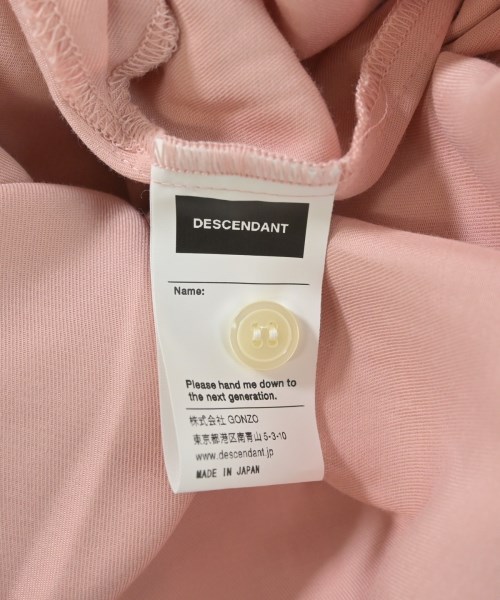 DESCENDANT
Name:
Please hand me down to
the next generation.
株式会社 GONZO
東京都港区南青山 5-3-10
www.descendant.jp
MADE IN JAPAN